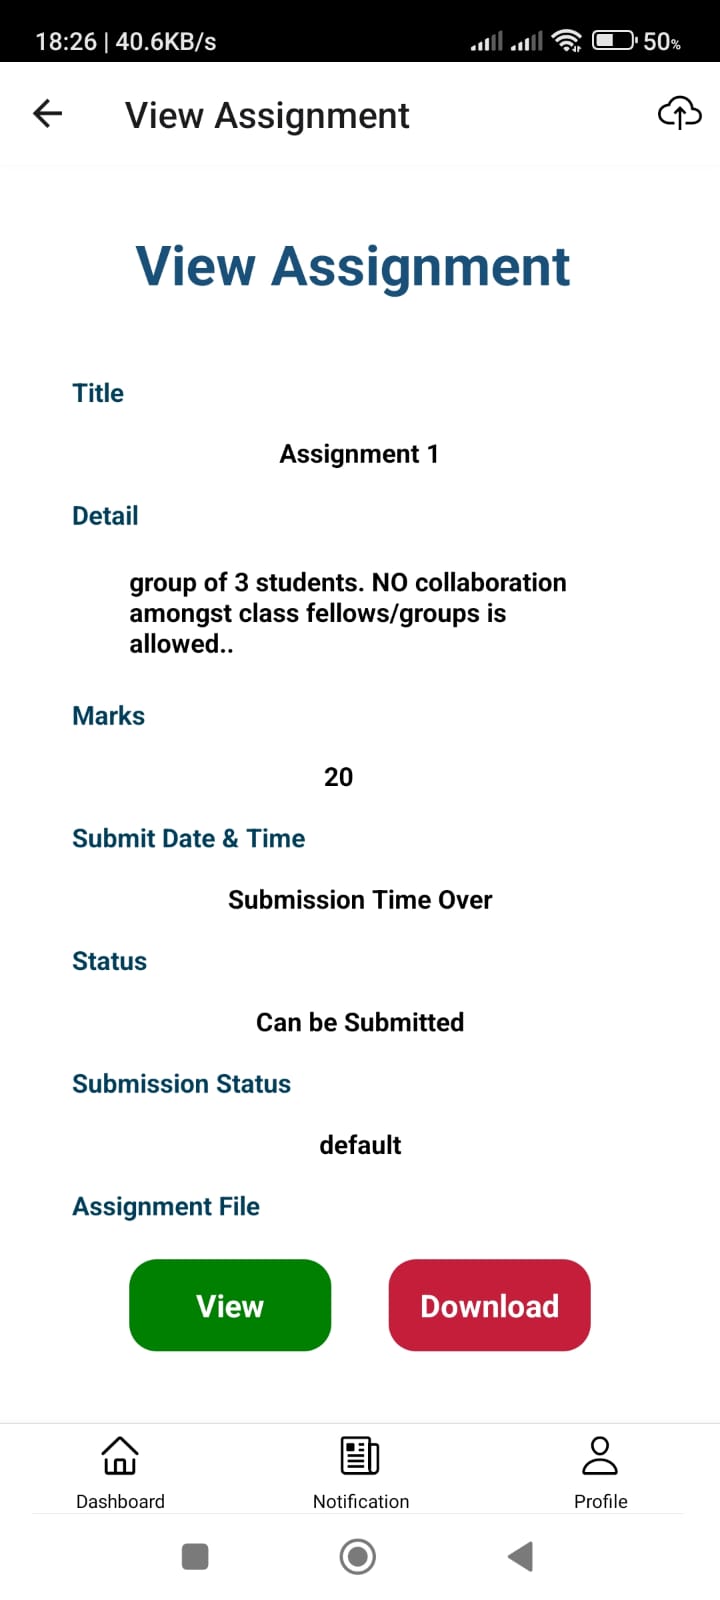 18:26 | 40.6KB/s 50%
View Assignment
View Assignment
Title
Assignment 1
Detail
group of 3 students. NO collaboration
amongst class fellows/groups is
allowed..
Marks
20
Submit Date & Time
Submission Time Over
Status
Can be Submitted
Submission Status
default
Assignment File
View Download
Dashboard Notification Profile